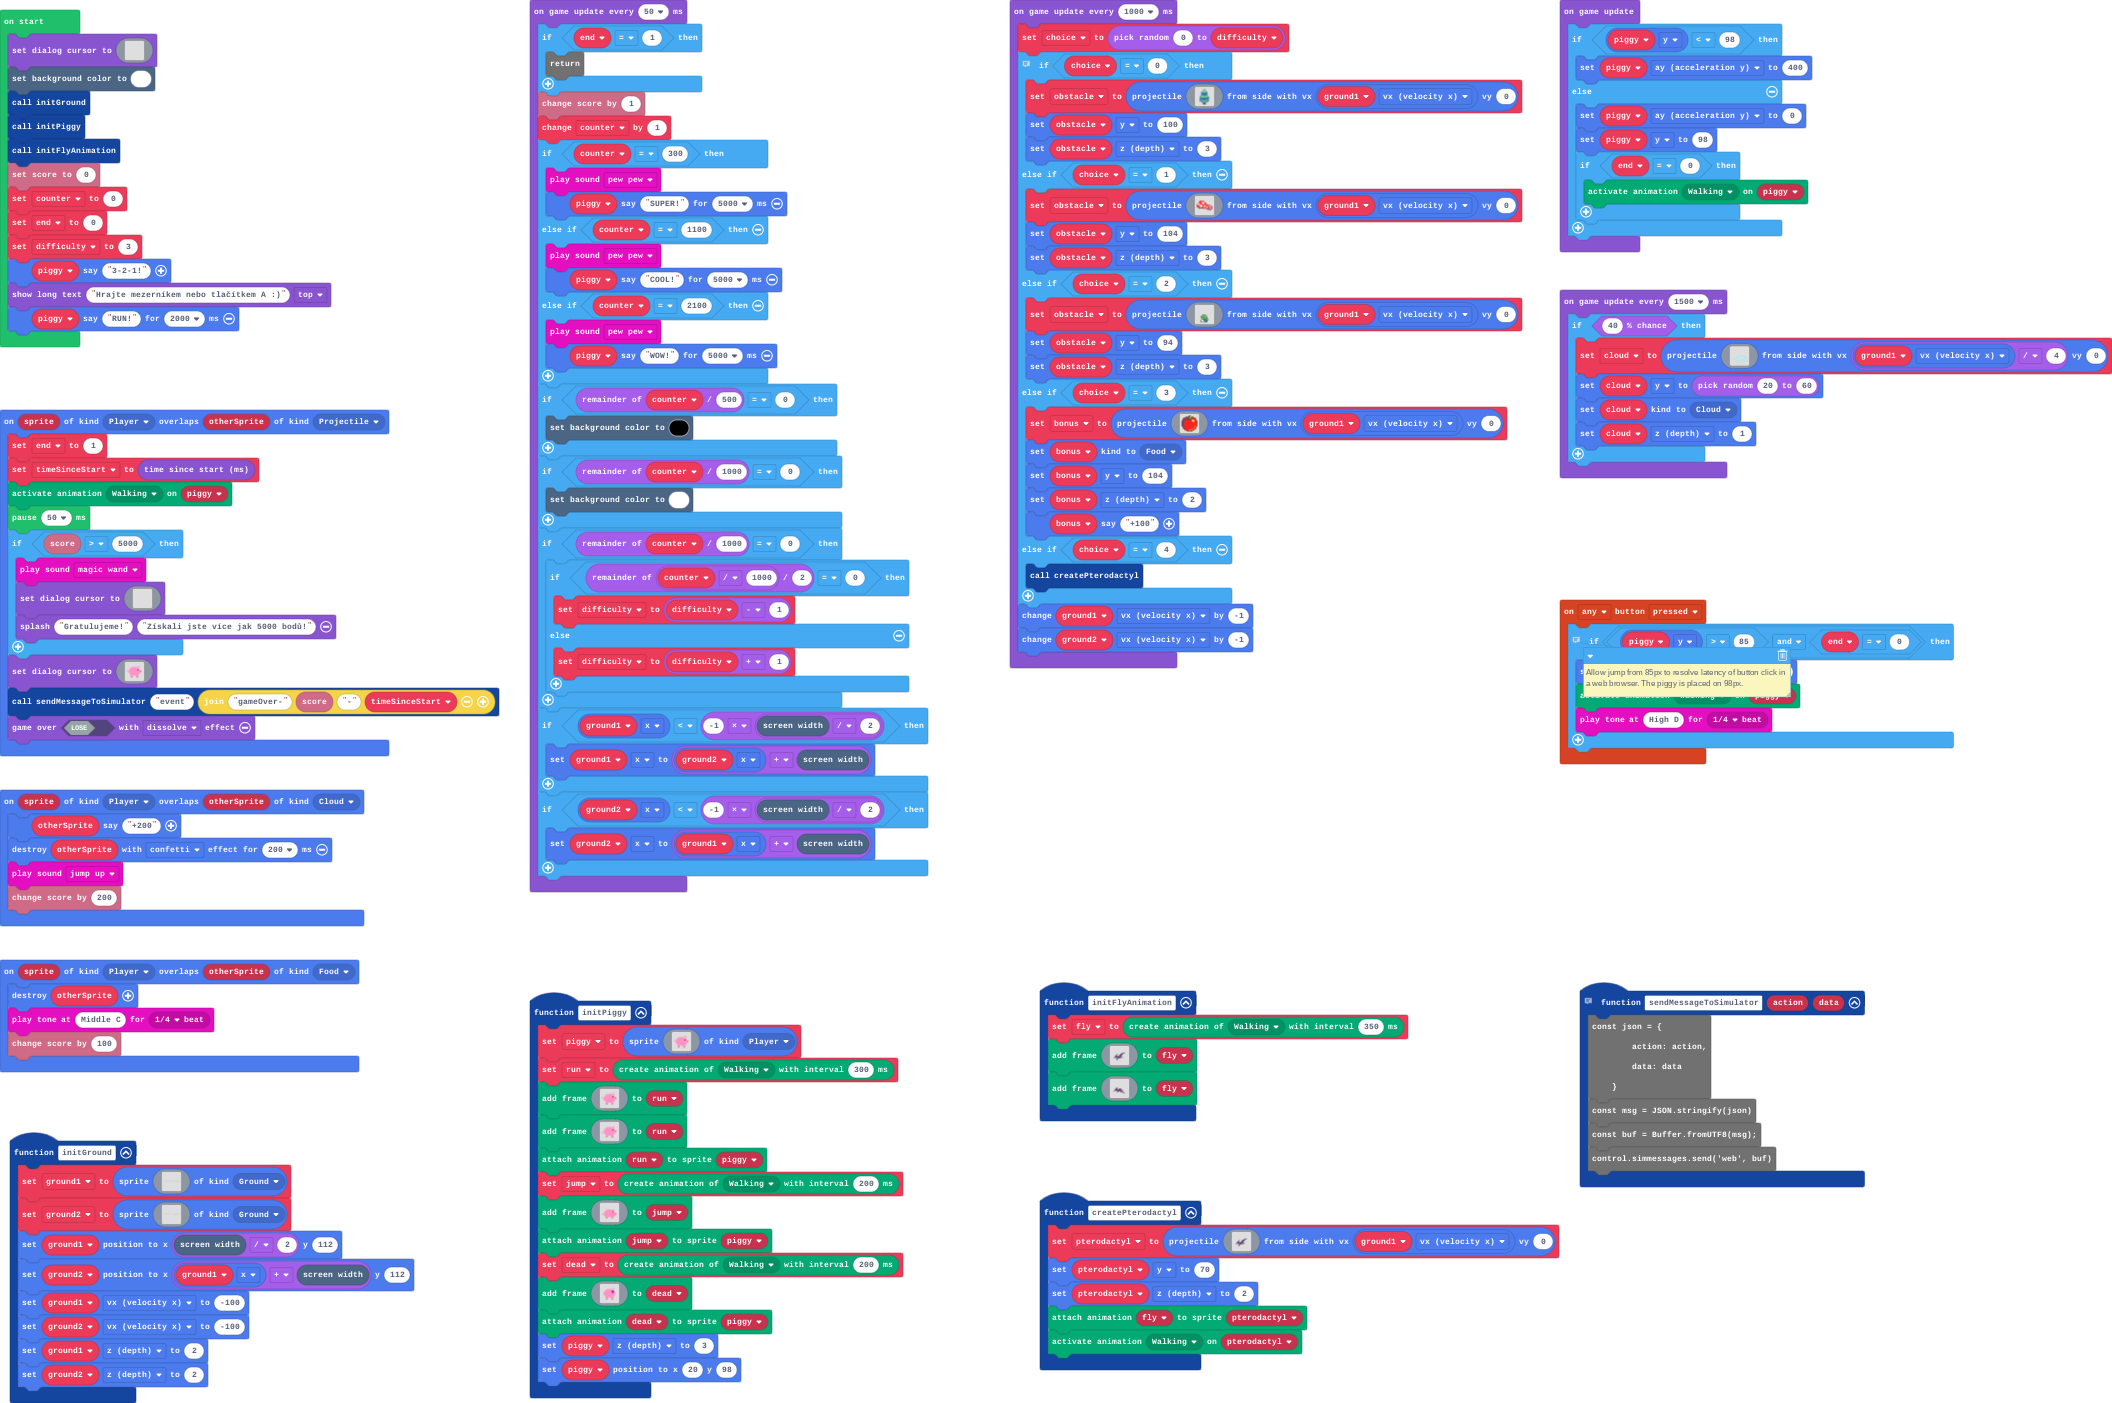 on start
set dialog cursor to
set background color to
call initGround
call initPiggy
call initFlyAnimation
set score to 0
set counter to 0
set end to 0
set difficulty to 3
piggy say "3-2-1!"
show long text "Hrajte mezerníkem nebo tlačítkem A :)" top
piggy say "RUN!" for 2000 ms
on sprite of kind Player overlaps otherSprite of kind Projectile
set end to 1
set timeSinceStart to time since start (ms)
activate animation Walking on piggy
pause 50 ms
if score > 5000 then
play sound magic wand
set dialog cursor to
splash "Gratulujeme!" "Získali jste více jak 5000 bodů!"
set dialog cursor to
call sendMessageToSimulator "event" join "gameOver-" score "-" timeSinceStart
game over LOSE with dissolve effect
on sprite of kind Player overlaps otherSprite of kind Cloud
otherSprite say "+200"
destroy otherSprite with confetti effect for 200 ms
play sound jump up
change score by 200
on sprite of kind Player overlaps otherSprite of kind Food
destroy otherSprite
play tone at Middle C for 1/4 beat
change score by 100
function initGround
set ground1 to sprite of kind Ground
set ground2 to sprite of kind Ground
set ground1 position to x screen width / 2 y 112
set ground2 position to x ground1 x + screen width y 112
set ground1 vx (velocity x) to -100
set ground2 vx (velocity x) to -100
set ground1 z (depth) to 2
set ground2 z (depth) to 2
on game update every 50 ms
if end = 1 then
return
change score by 1
change counter by 1
if counter = 300 then
play sound pew pew
piggy say "SUPER!" for 5000 ms
else if counter = 1100 then
play sound pew pew
piggy say "COOL!" for 5000 ms
else if counter = 2100 then
play sound pew pew
piggy say "WOW!" for 5000 ms
if remainder of counter / 500 = 0 then
set background color to
if remainder of counter / 1000 = 0 then
set background color to
if remainder of counter / 1000 = 0 then
if remainder of counter / 1000 / 2 = 0 then
set difficulty to difficulty - 1
else
set difficulty to difficulty + 1
if ground1 x < -1 × screen width / 2 then
set ground1 x to ground2 x + screen width
if ground2 x < -1 × screen width / 2 then
set ground2 x to ground1 x + screen width
function initPiggy
set piggy to sprite of kind Player
set run to create animation of Walking with interval 300 ms
add frame to run
add frame to run
attach animation run to sprite piggy
set jump to create animation of Walking with interval 200 ms
add frame to jump
attach animation jump to sprite piggy
set dead to create animation of Walking with interval 200 ms
add frame to dead
attach animation dead to sprite piggy
set piggy z (depth) to 3
set piggy position to x 20 y 98
on game update every 1000 ms
set choice to pick random 0 to difficulty
if choice = 0 then
set obstacle to projectile from side with vx ground1 vx (velocity x) vy 0
set obstacle y to 100
set obstacle z (depth) to 3
else if choice = 1 then
set obstacle to projectile from side with vx ground1 vx (velocity x) vy 0
set obstacle y to 104
set obstacle z (depth) to 3
else if choice = 2 then
set obstacle to projectile from side with vx ground1 vx (velocity x) vy 0
set obstacle y to 94
set obstacle z (depth) to 3
else if choice = 3 then
set bonus to projectile from side with vx ground1 vx (velocity x) vy 0
set bonus kind to Food
set bonus y to 104
set bonus z (depth) to 2
bonus say "+100"
else if choice = 4 then
call createPterodactyl
change ground1 vx (velocity x) by -1
change ground2 vx (velocity x) by -1
function initFlyAnimation
set fly to create animation of Walking with interval 350 ms
add frame to fly
add frame to fly
function createPterodactyl
set pterodactyl to projectile from side with vx ground1 vx (velocity x) vy 0
set pterodactyl y to 70
set pterodactyl z (depth) to 2
attach animation fly to sprite pterodactyl
activate animation Walking on pterodactyl
on game update
if piggy y < 98 then
set piggy ay (acceleration y) to 400
else
set piggy ay (acceleration y) to 0
set piggy y to 98
if end = 0 then
activate animation Walking on piggy
on game update every 1500 ms
if 40 % chance then
set cloud to projectile from side with vx ground1 vx (velocity x) / 4 vy 0
set cloud y to pick random 20 to 60
set cloud kind to Cloud
set cloud z (depth) to 1
on any button pressed
if piggy y > 85 and end = 0 then
Allow jump from 85px to resolve latency of button click in
a web browser. The piggy is placed on 98px.
play tone at High D for 1/4 beat
function sendMessageToSimulator action data
const json = {
action: action,
data: data
}
const msg = JSON.stringify(json)
const buf = Buffer.fromUTF8(msg);
control.simmessages.send('web', buf)